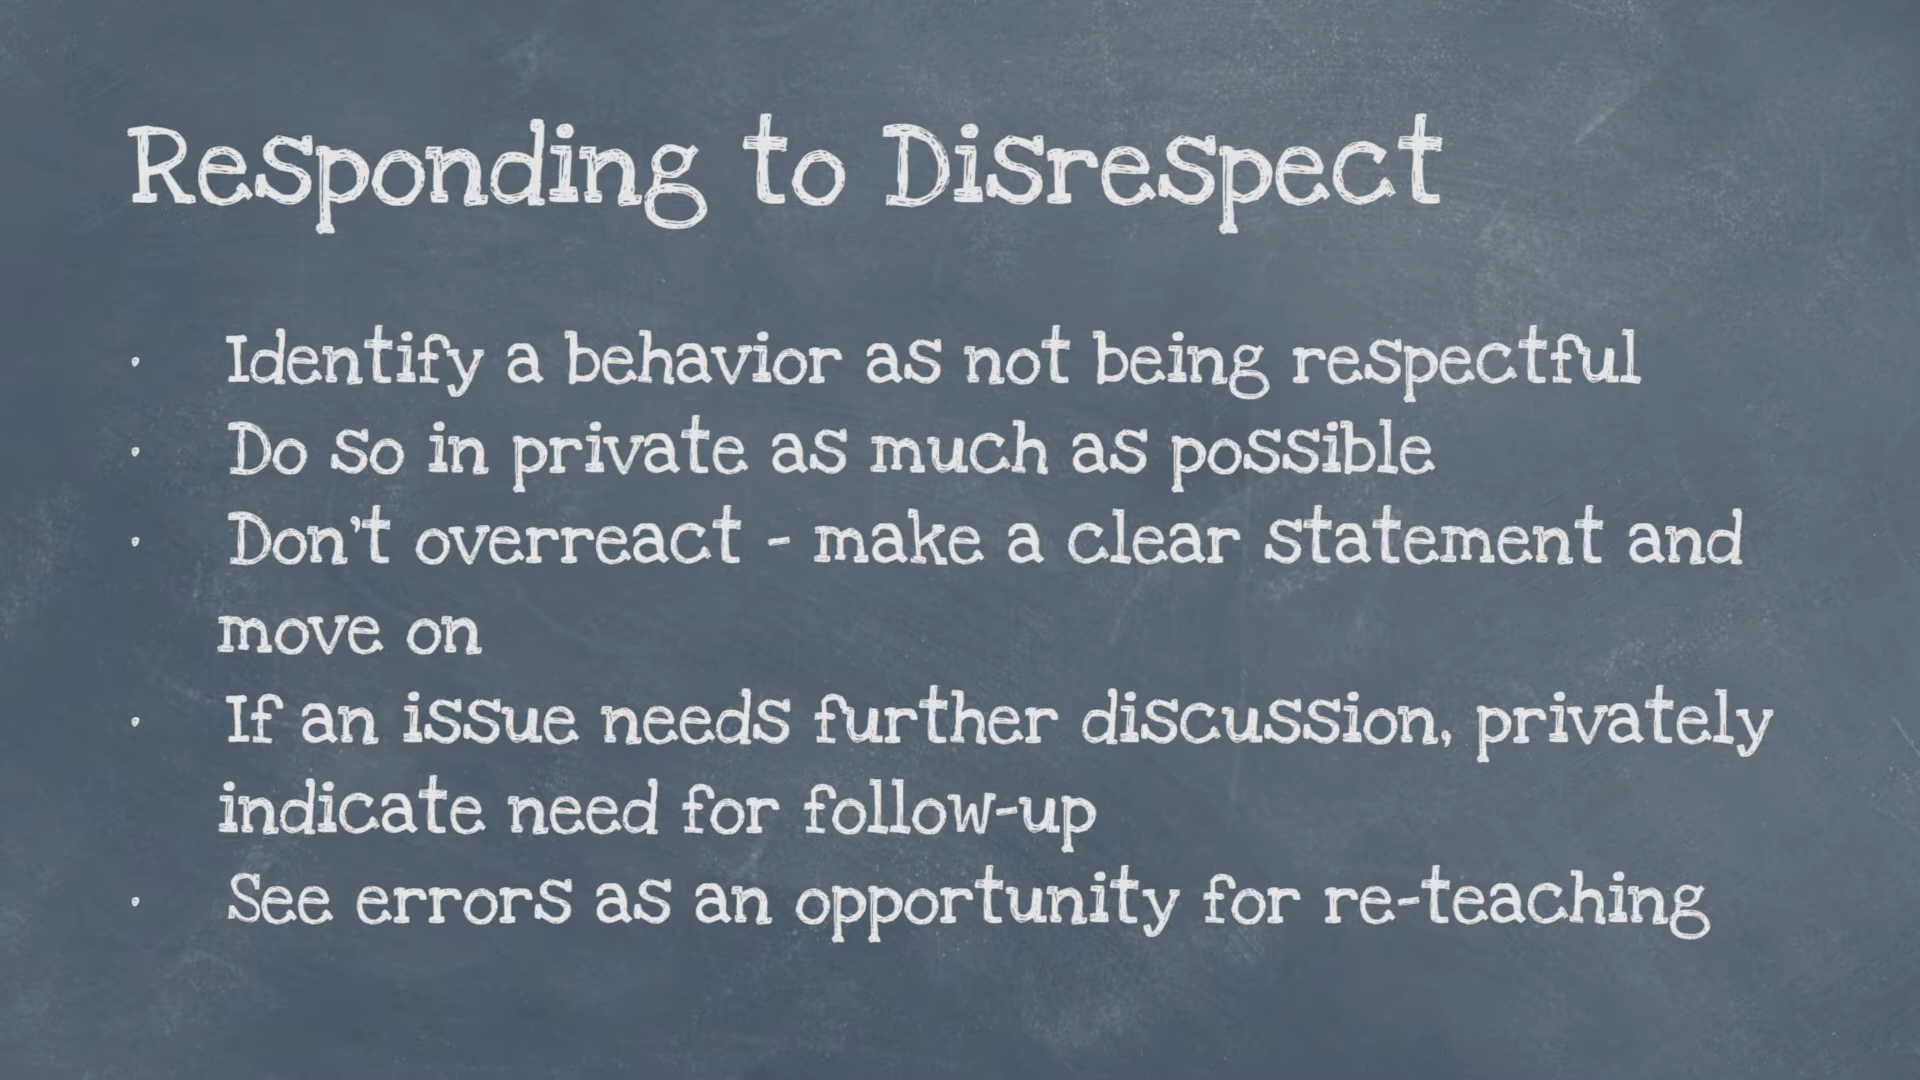 Responding to Disrespect
· Identify a behavior as not being respectful
· Do so in private as much as possible
· Don't overreact - make a clear statement and
move on
· If an issue needs further discussion, privately
indicate need for follow-up
· See errors as an opportunity for re-teaching